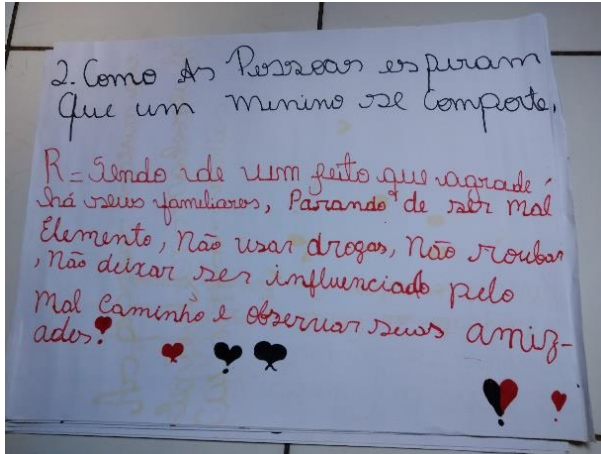 2. Como As Pessoas esperam
Que um menino se Comporte.
R = Sendo de um jeito que agrade
há seus familiares, Parando de ser mal
Elemento, Não usar drogas, Não roubar
, Não deixar ser influenciado pelo
mal Caminho e observar suas amiz-
ades!